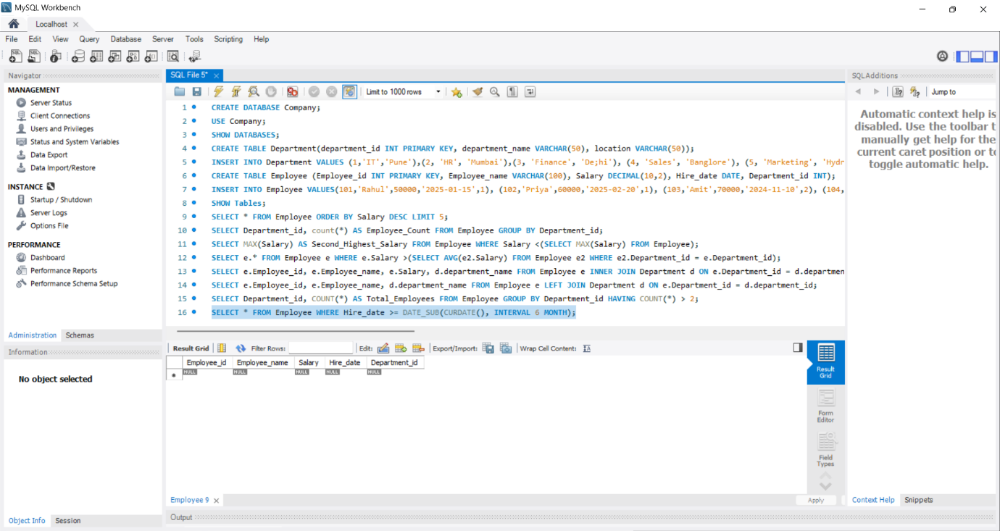 MySQL Workbench
Localhost
File Edit View Query Database Server Tools Scripting Help
Navigator
MANAGEMENT
Server Status
Client Connections
Users and Privileges
Status and System Variables
Data Export
Data Import/Restore
INSTANCE
Startup / Shutdown
Server Logs
Options File
PERFORMANCE
Dashboard
Performance Reports
Performance Schema Setup
Administration Schemas
Information
No object selected
Object Info Session
SQL File 5*
Limit to 1000 rows
1 CREATE DATABASE Company;
2 USE Company;
3 SHOW DATABASES;
4 CREATE TABLE Department(department_id INT PRIMARY KEY, department_name VARCHAR(50), location VARCHAR(50));
5 INSERT INTO Department VALUES (1,'IT','Pune'),(2, 'HR', 'Mumbai'),(3, 'Finance', 'De;hi'), (4, 'Sales', 'Banglore'), (5, 'Marketing', 'Hydr
6 CREATE TABLE Employee (Employee_id INT PRIMARY KEY, Employee_name VARCHAR(100), Salary DECIMAL(10,2), Hire_date DATE, Department_id INT);
7 INSERT INTO Employee VALUES(101,'Rahul',50000,'2025-01-15',1), (102,'Priya',60000,'2025-02-20',1), (103,'Amit',70000,'2024-11-10',2), (104,
8 SHOW Tables;
9 SELECT * FROM Employee ORDER BY Salary DESC LIMIT 5;
10 SELECT Department_id, count(*) AS Employee_Count FROM Employee GROUP BY Department_id;
11 SELECT MAX(Salary) AS Second_Highest_Salary FROM Employee WHERE Salary <(SELECT MAX(Salary) FROM Employee);
12 SELECT e.* FROM Employee e WHERE e.Salary >(SELECT AVG(e2.Salary) FROM Employee e2 WHERE e2.Department_id = e.Department_id);
13 SELECT e.Employee_id, e.Employee_name, e.Salary, d.department_name FROM Employee e INNER JOIN Department d ON e.Department_id = d.departmen
14 SELECT e.Employee_id, e.Employee_name, d.department_name FROM Employee e LEFT JOIN Department d ON e.Department_id = d.department_id;
15 SELECT Department_id, COUNT(*) AS Total_Employees FROM Employee GROUP BY Department_id HAVING COUNT(*) > 2;
16 SELECT * FROM Employee WHERE Hire_date >= DATE_SUB(CURDATE(), INTERVAL 6 MONTH);
Result Grid Filter Rows: Edit: Export/Import: Wrap Cell Content:
Employee_id Employee_name Salary Hire_date Department_id
NULL NULL NULL NULL NULL
Result
Grid
Form
Editor
Field
Types
Employee 9
Apply
Output
SQLAdditions
Jump to
Automatic context help is
disabled. Use the toolbar t
manually get help for the
current caret position or to
toggle automatic help.
Context Help Snippets